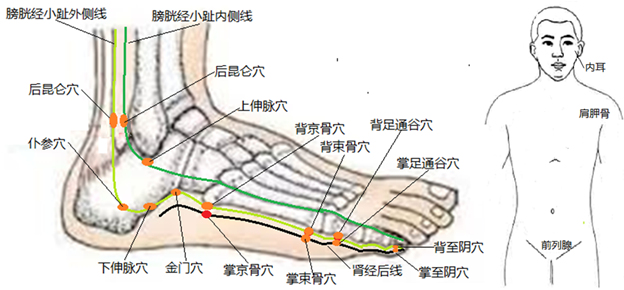 膀胱经小趾外侧线
膀胱经小趾内侧线
后昆仑穴
后昆仑穴
上伸脉穴
仆参穴
背京骨穴
背束骨穴
背足通谷穴
掌足通谷穴
背至阴穴
下伸脉穴
金门穴
掌京骨穴
掌束骨穴
肾经后线
掌至阴穴
内耳
肩胛骨
前列腺